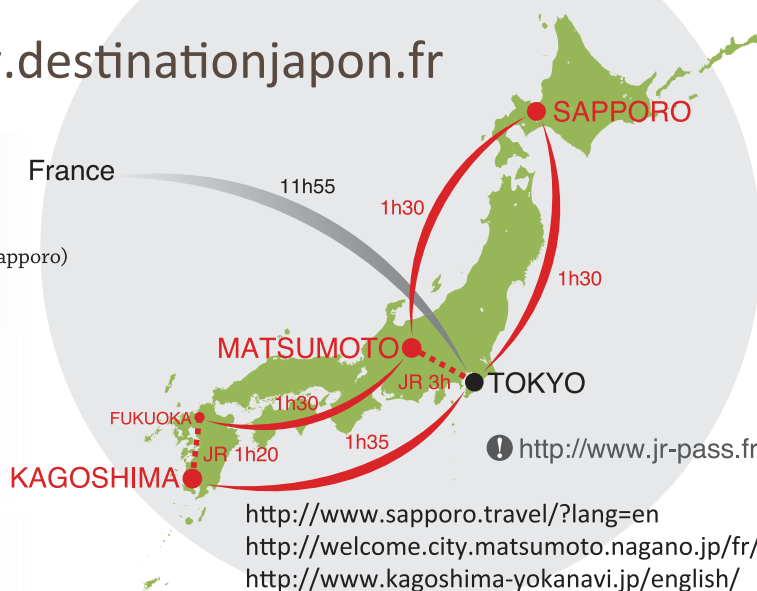 .destinationjapon.fr
SAPPORO
France
11h55
1h30
apporo)
1h30
MATSUMOTO
JR 3h
TOKYO
1h30
FUKUOKA
1h35
JR 1h20
! http://www.jr-pass.fr
KAGOSHIMA
http://www.sapporo.travel/?lang=en
http://welcome.city.matsumoto.nagano.jp/fr/
http://www.kagoshima-yokanavi.jp/english/